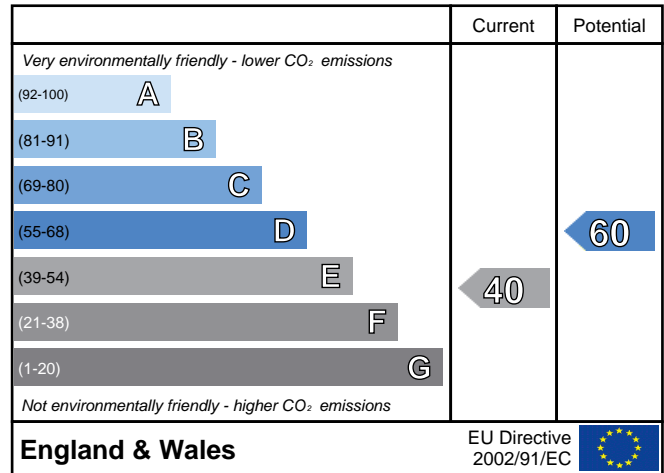 Current Potential
Very environmentally friendly - lower CO₂ emissions
(92-100) A
(81-91) B
(69-80) C
(55-68) D 60
(39-54) E 40
(21-38) F
(1-20) G
Not environmentally friendly - higher CO₂ emissions
England & Wales EU Directive
2002/91/EC